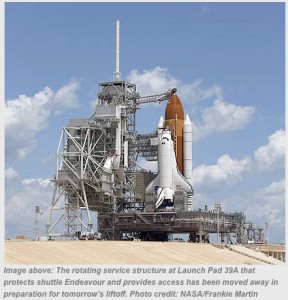 Image above: The rotating service structure at Launch Pad 39A that
protects shuttle Endeavour and provides access has been moved away in
preparation for tomorrow's liftoff. Photo credit: NASA/Frankie Martin